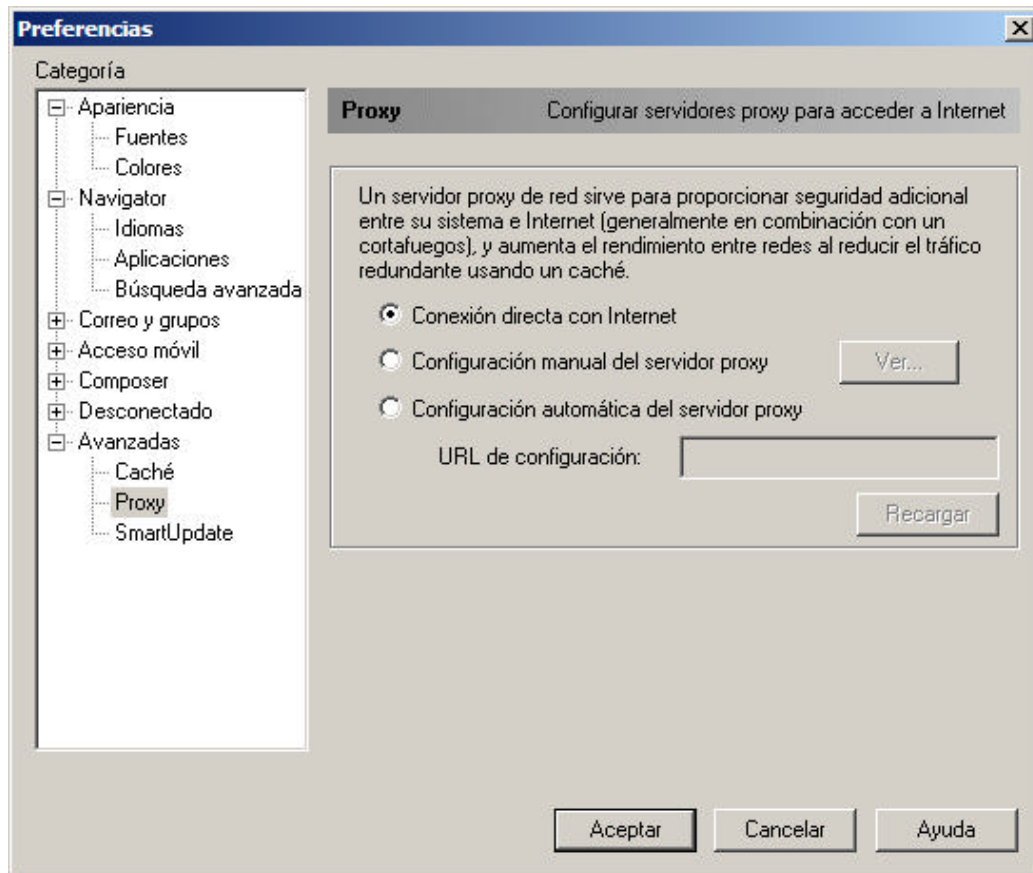 Preferencias
Categoría
Apariencia
Fuentes
Colores
Navigator
Idiomas
Aplicaciones
Búsqueda avanzada
Correo y grupos
Acceso móvil
Composer
Desconectado
Avanzadas
Caché
Proxy
SmartUpdate
Proxy Configurar servidores proxy para acceder a Internet
Un servidor proxy de red sirve para proporcionar seguridad adicional
entre su sistema e Internet (generalmente en combinación con un
cortafuegos), y aumenta el rendimiento entre redes al reducir el tráfico
redundante usando un caché.
Conexión directa con Internet
Configuración manual del servidor proxy Ver...
Configuración automática del servidor proxy
URL de configuración:
Recargar
Aceptar Cancelar Ayuda